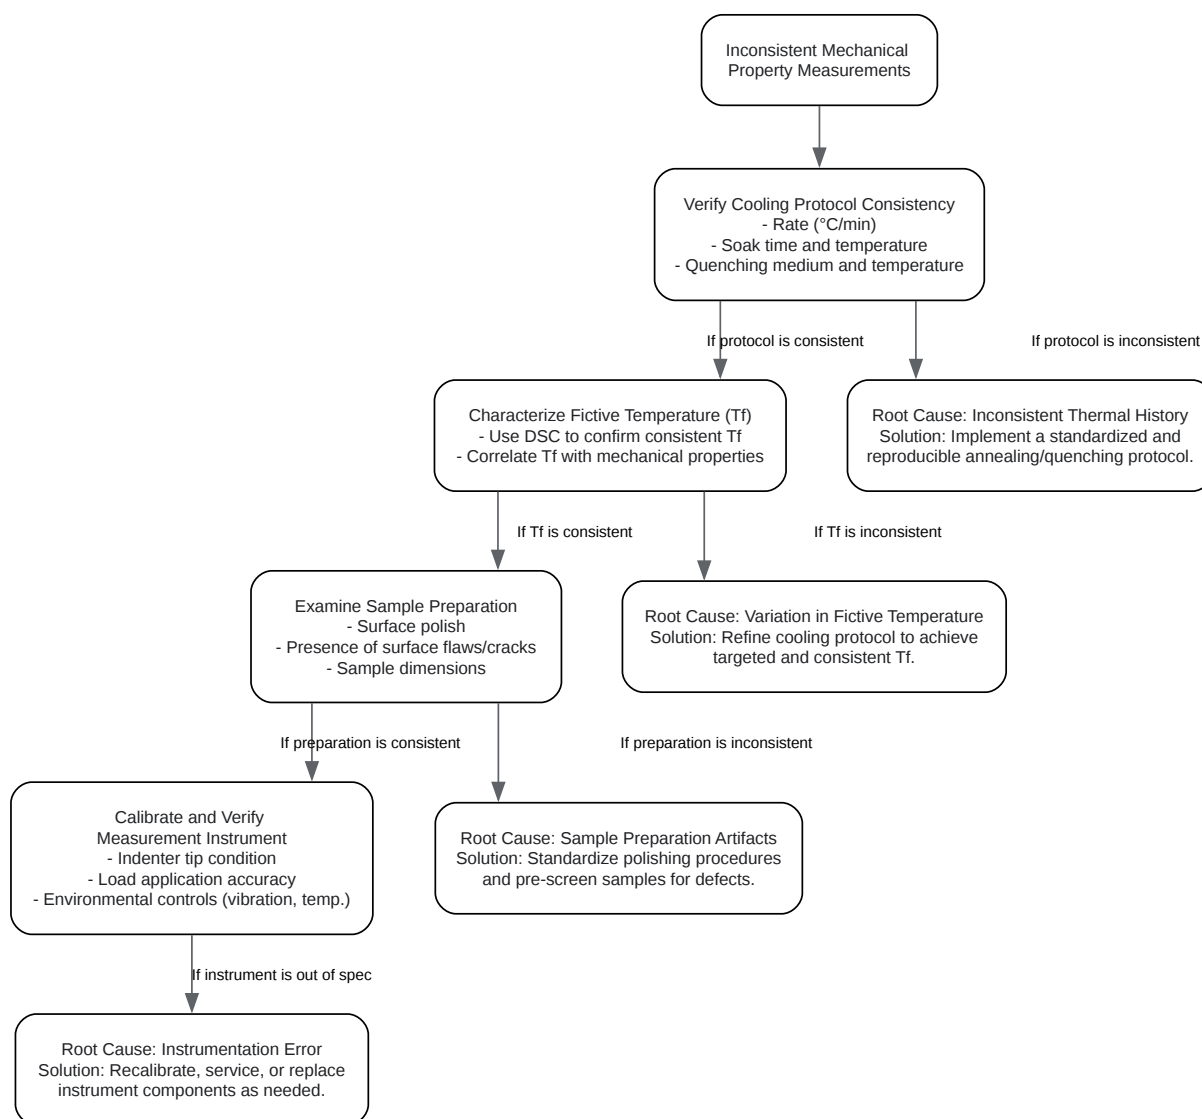 Inconsistent Mechanical
Property Measurements
Verify Cooling Protocol Consistency
- Rate (°C/min)
- Soak time and temperature
- Quenching medium and temperature
If protocol is consistent
If protocol is inconsistent
Characterize Fictive Temperature (Tf)
- Use DSC to confirm consistent Tf
- Correlate Tf with mechanical properties
Root Cause: Inconsistent Thermal History
Solution: Implement a standardized and
reproducible annealing/quenching protocol.
If Tf is consistent
If Tf is inconsistent
Examine Sample Preparation
- Surface polish
- Presence of surface flaws/cracks
- Sample dimensions
Root Cause: Variation in Fictive Temperature
Solution: Refine cooling protocol to achieve
targeted and consistent Tf.
If preparation is consistent
If preparation is inconsistent
Calibrate and Verify
Measurement Instrument
- Indenter tip condition
- Load application accuracy
- Environmental controls (vibration, temp.)
Root Cause: Sample Preparation Artifacts
Solution: Standardize polishing procedures
and pre-screen samples for defects.
If instrument is out of spec
Root Cause: Instrumentation Error
Solution: Recalibrate, service, or replace
instrument components as needed.